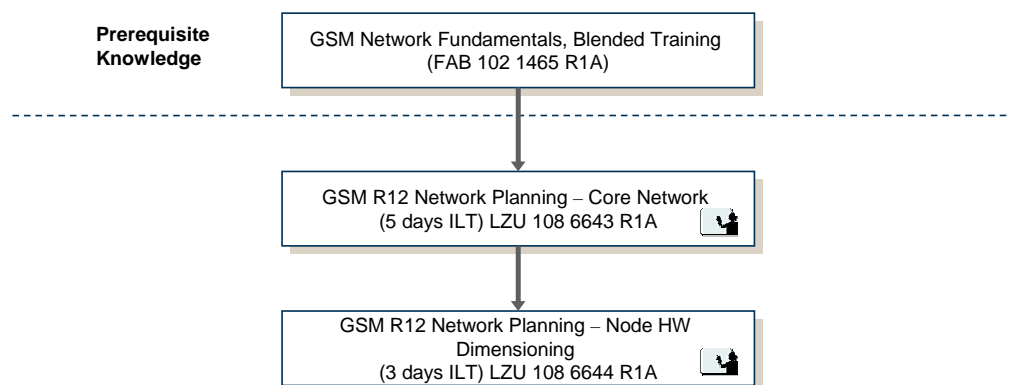 Prerequisite
Knowledge
GSM Network Fundamentals, Blended Training
(FAB 102 1465 R1A)
GSM R12 Network Planning – Core Network
(5 days ILT) LZU 108 6643 R1A
GSM R12 Network Planning – Node HW
Dimensioning
(3 days ILT) LZU 108 6644 R1A